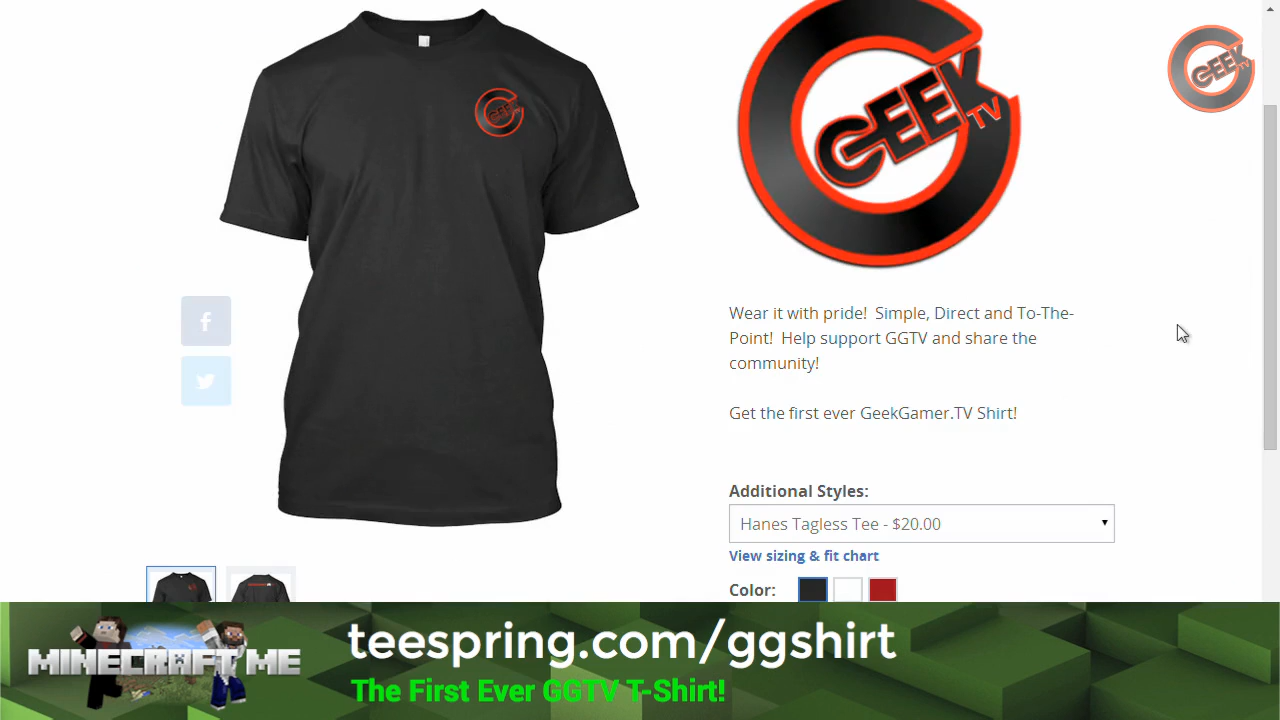 GEEK
TV
GEEK
TV
GEEK
TV
Wear it with pride!  Simple, Direct and To-The-
Point!  Help support GGTV and share the
community!
Get the first ever GeekGamer.TV Shirt!
Additional Styles:
Hanes Tagless Tee - $20.00
View sizing & fit chart
Color:
MINECRAFT ME
teespring.com/ggshirt
The First Ever GGTV T-Shirt!